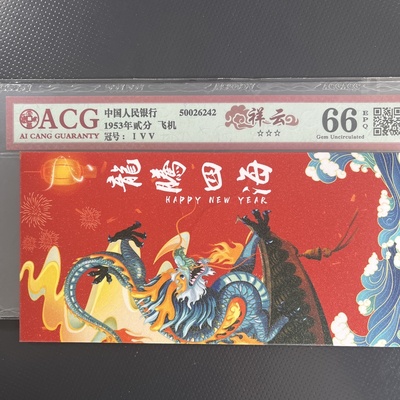 ACG
AI CANG GUARANTY
中国人民银行 50026242
1953年贰分 飞机
冠号: I V V
祥云
☆☆☆
66
EPQ
Gem Uncirculated
龍騰四海
HAPPY NEW YEAR